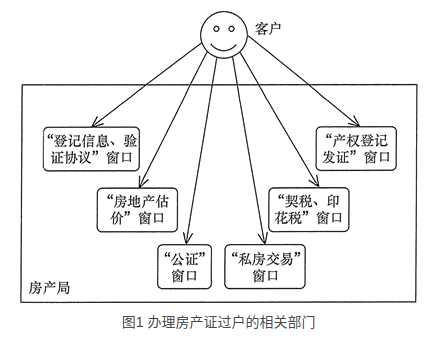 客户
“登记信息、验
证协议”窗口
“产权登记
发证”窗口
“房地产估
价”窗口
“契税、印
花税”窗口
“公证”
窗口
“私房交易”
窗口
房产局
图1 办理房产证过户的相关部门